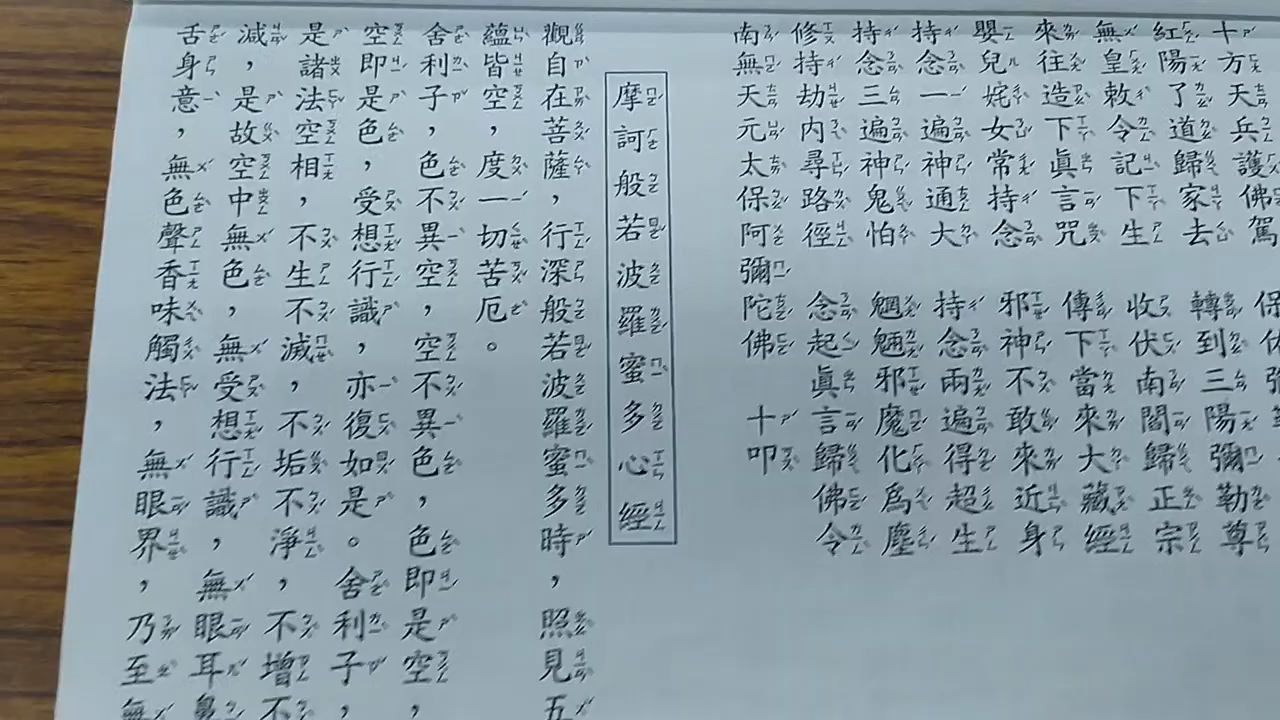 十方天兵護佛駕 保
紅陽了道歸家去 轉到三陽彌勒尊
無皇敕令記下生 收伏南閻歸正宗
來往造下真言咒 傳下當來大藏經
嬰兒姹女常持念 邪神不敢來近身
持念一遍神通大 持念兩遍得超生
持念三遍神鬼怕 魍魎邪魔化為塵
修持劫內尋路徑 念起真言歸佛令
南無天元太保阿彌陀佛 十叩
摩訶般若波羅蜜多心經
觀自在菩薩，行深般若波羅蜜多時，照見五
蘊皆空，度一切苦厄。
舍利子，色不異空，空不異色，色即是空，
空即是色，受想行識，亦復如是。舍利子，
是諸法空相，不生不滅，不垢不淨，不增不
減，是故空中無色，無受想行識，無眼耳鼻
舌身意，無色聲香味觸法，無眼界，乃至無